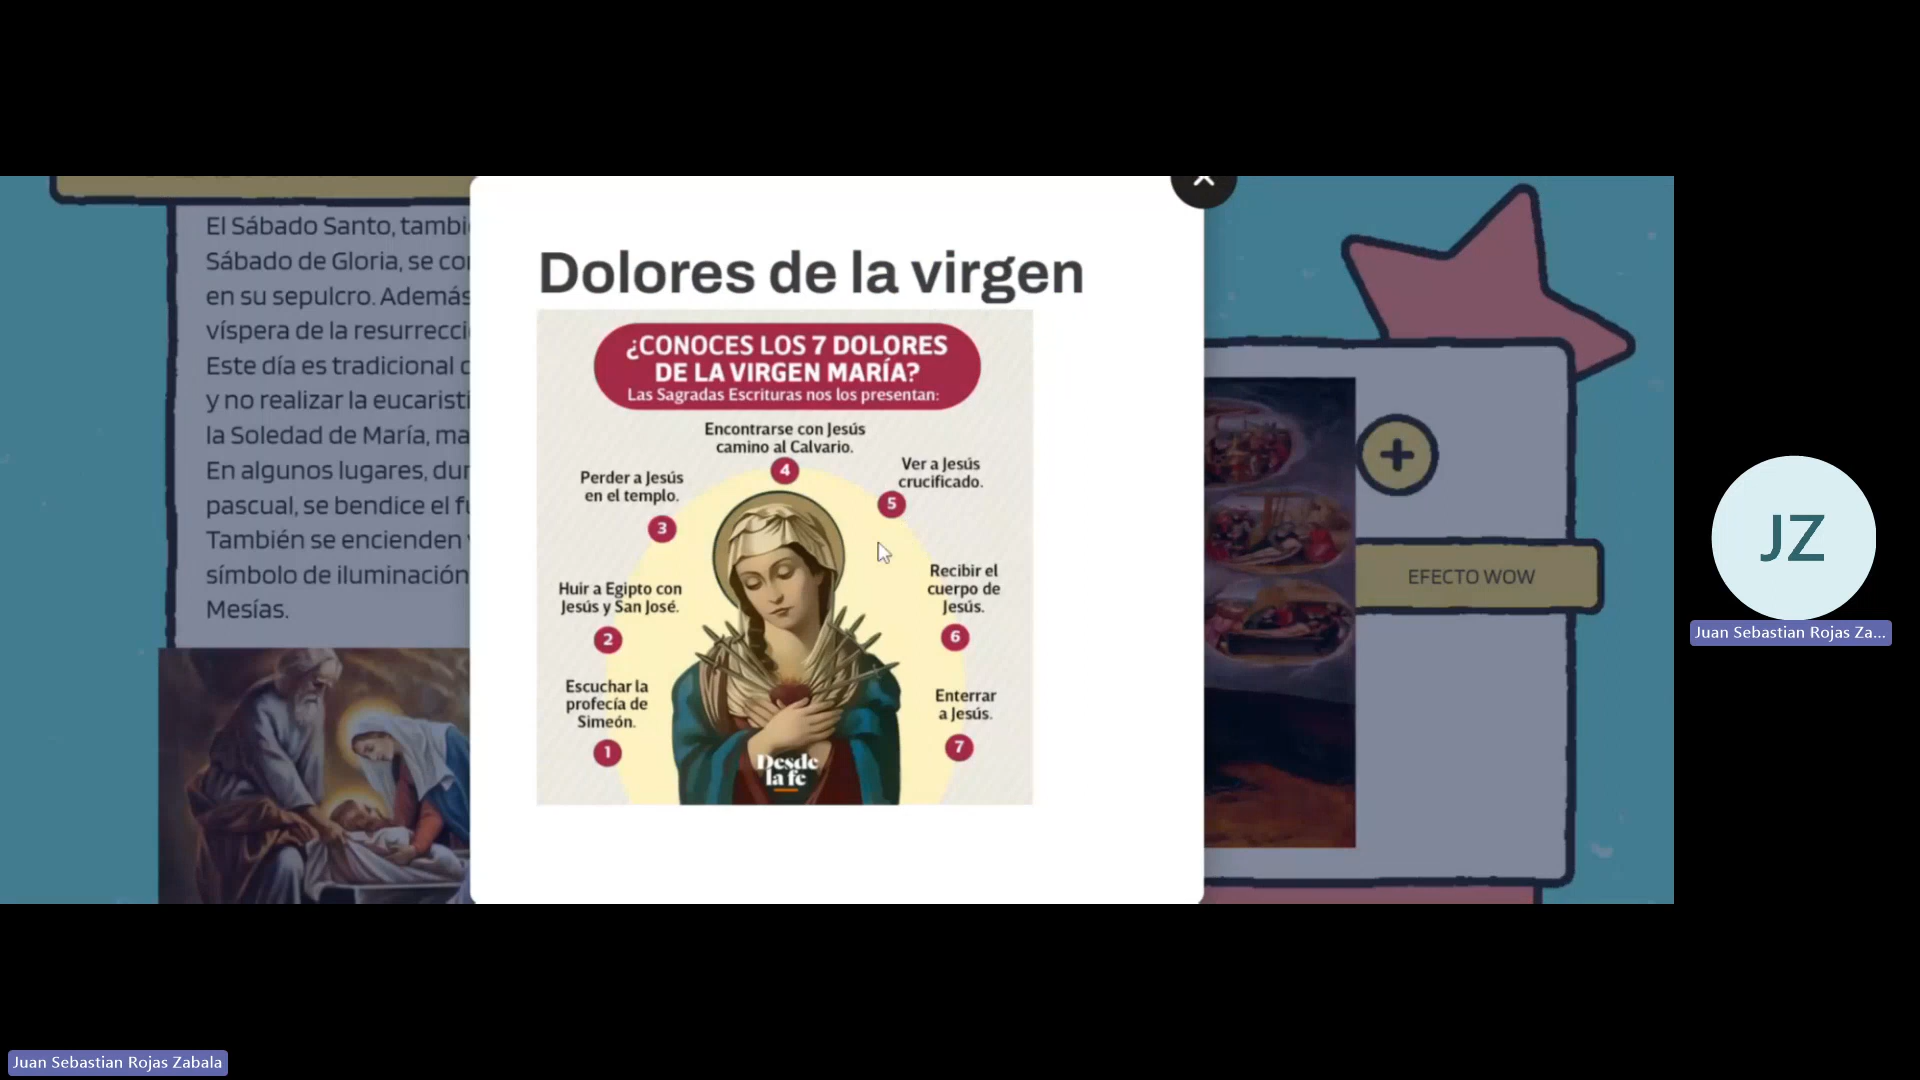 El Sábado Santo, tambi
Sábado de Gloria, se co
en su sepulcro. Además
víspera de la resurrecci
Este día es tradicional
y no realizar la eucaristi
la Soledad de María, ma
En algunos lugares, dur
pascual, se bendice el fu
También se encienden
símbolo de iluminación
Mesías.
Dolores de la virgen
¿CONOCES LOS 7 DOLORES
DE LA VIRGEN MARÍA?
Las Sagradas Escrituras nos los presentan:
Encontrarse con Jesús
camino al Calvario.
4
Perder a Jesús
en el templo.
3
Ver a Jesús
crucificado.
5
Huir a Egipto con
Jesús y San José.
2
Recibir el
cuerpo de
Jesús.
6
Escuchar la
profecía de
Simeón.
1
Enterrar
a Jesús.
7
Desde
la fe
EFECTO WOW
JZ
Juan Sebastian Rojas Za...
Juan Sebastian Rojas Zabala